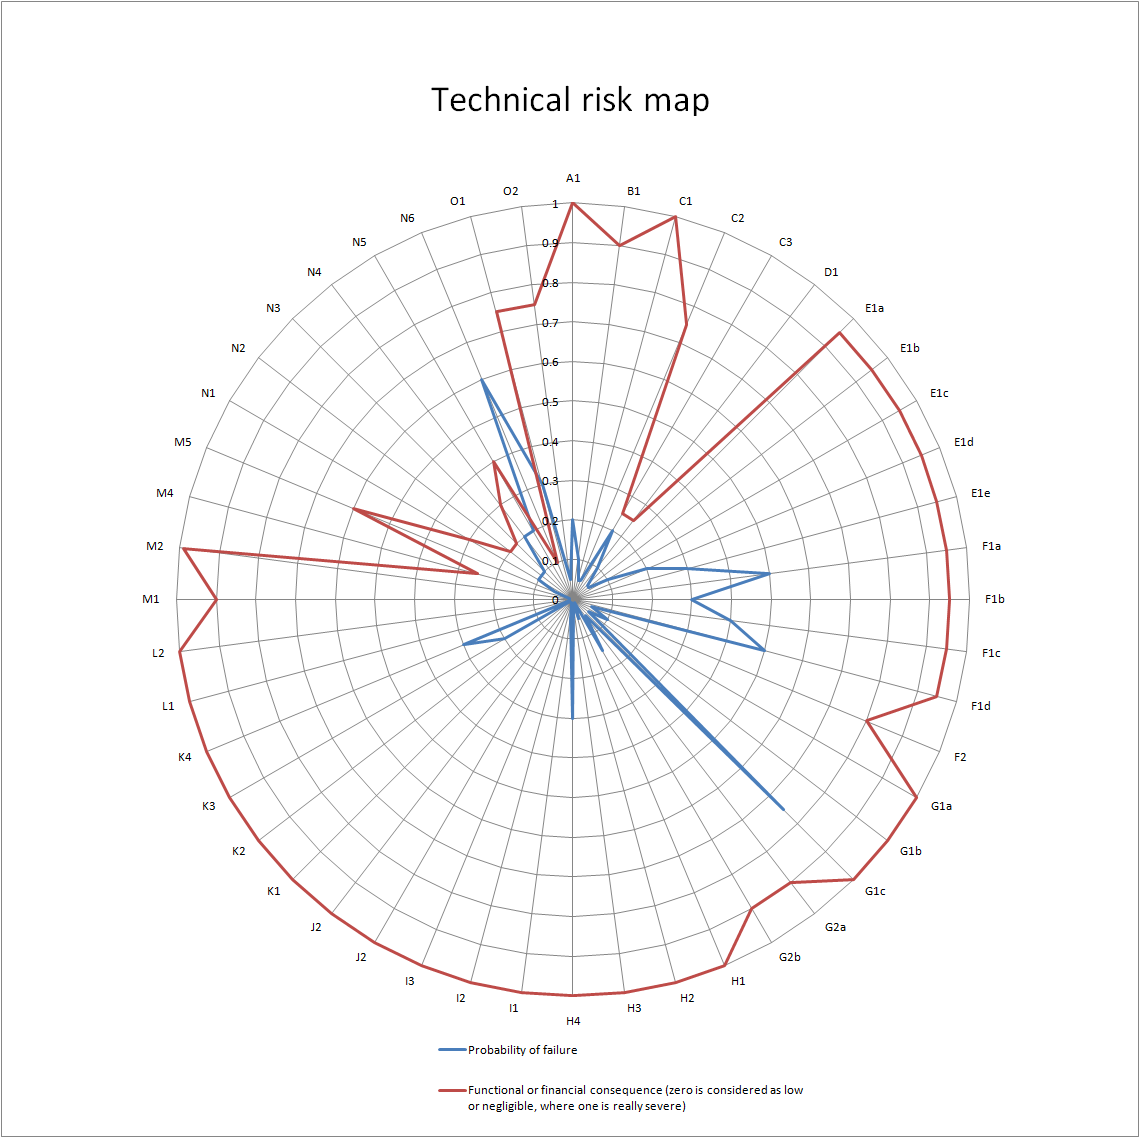 Technical risk map
A1
B1
C1
C2
C3
D1
E1a
E1b
E1c
E1d
E1e
F1a
F1b
F1c
F1d
F2
G1a
G1b
G1c
G2a
G2b
H1
H2
H3
H4
I1
I2
I3
J2
J2
K1
K2
K3
K4
L1
L2
M1
M2
M4
M5
N1
N2
N3
N4
N5
N6
O1
O2
1
0.9
0.8
0.7
0.6
0.5
0.4
0.3
0.2
0.1
0
Probability of failure
Functional or financial consequence (zero is considered as low
or negligible, where one is really severe)